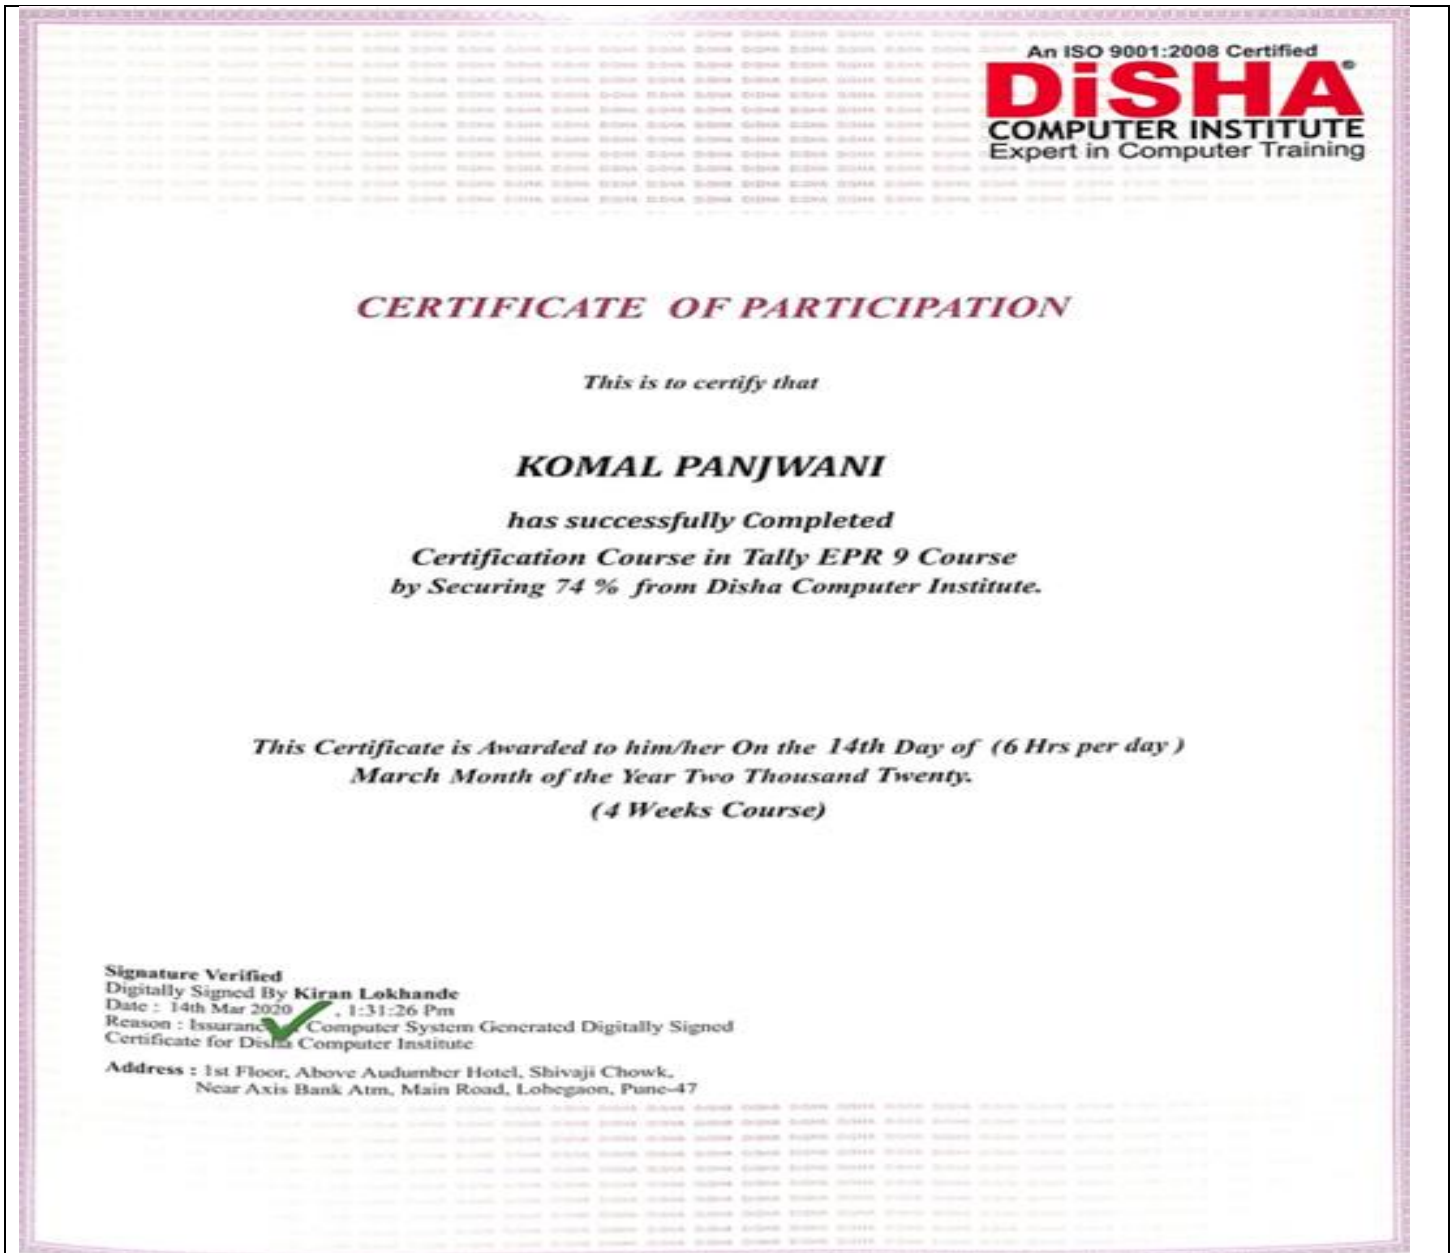 An ISO 9001:2008 Certified
DiSHA®
COMPUTER INSTITUTE
Expert in Computer Training
CERTIFICATE OF PARTICIPATION
This is to certify that
KOMAL PANJWANI
has successfully Completed
Certification Course in Tally EPR 9 Course
by Securing 74 % from Disha Computer Institute.
This Certificate is Awarded to him/her On the 14th Day of (6 Hrs per day )
March Month of the Year Two Thousand Twenty.
(4 Weeks Course)
Signature Verified
Digitally Signed By Kiran Lokhande
Date : 14th Mar 2020 , 1:31:26 Pm
Reason : Issuranc Computer System Generated Digitally Signed
Certificate for Disha Computer Institute
Address : 1st Floor, Above Audumber Hotel, Shivaji Chowk,
Near Axis Bank Atm, Main Road, Lohegaon, Pune-47